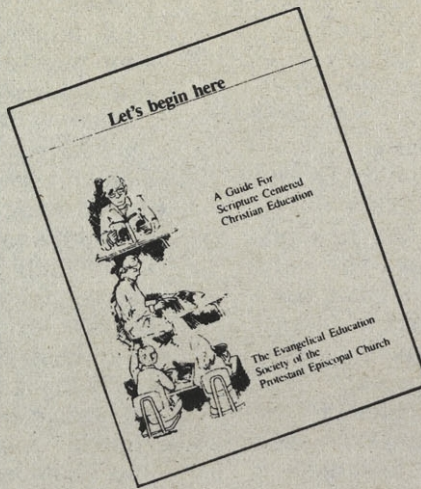 Let's begin here
A Guide For
Scripture Centered
Christian Education
The Evangelical Education
Society of the
Protestant Episcopal Church